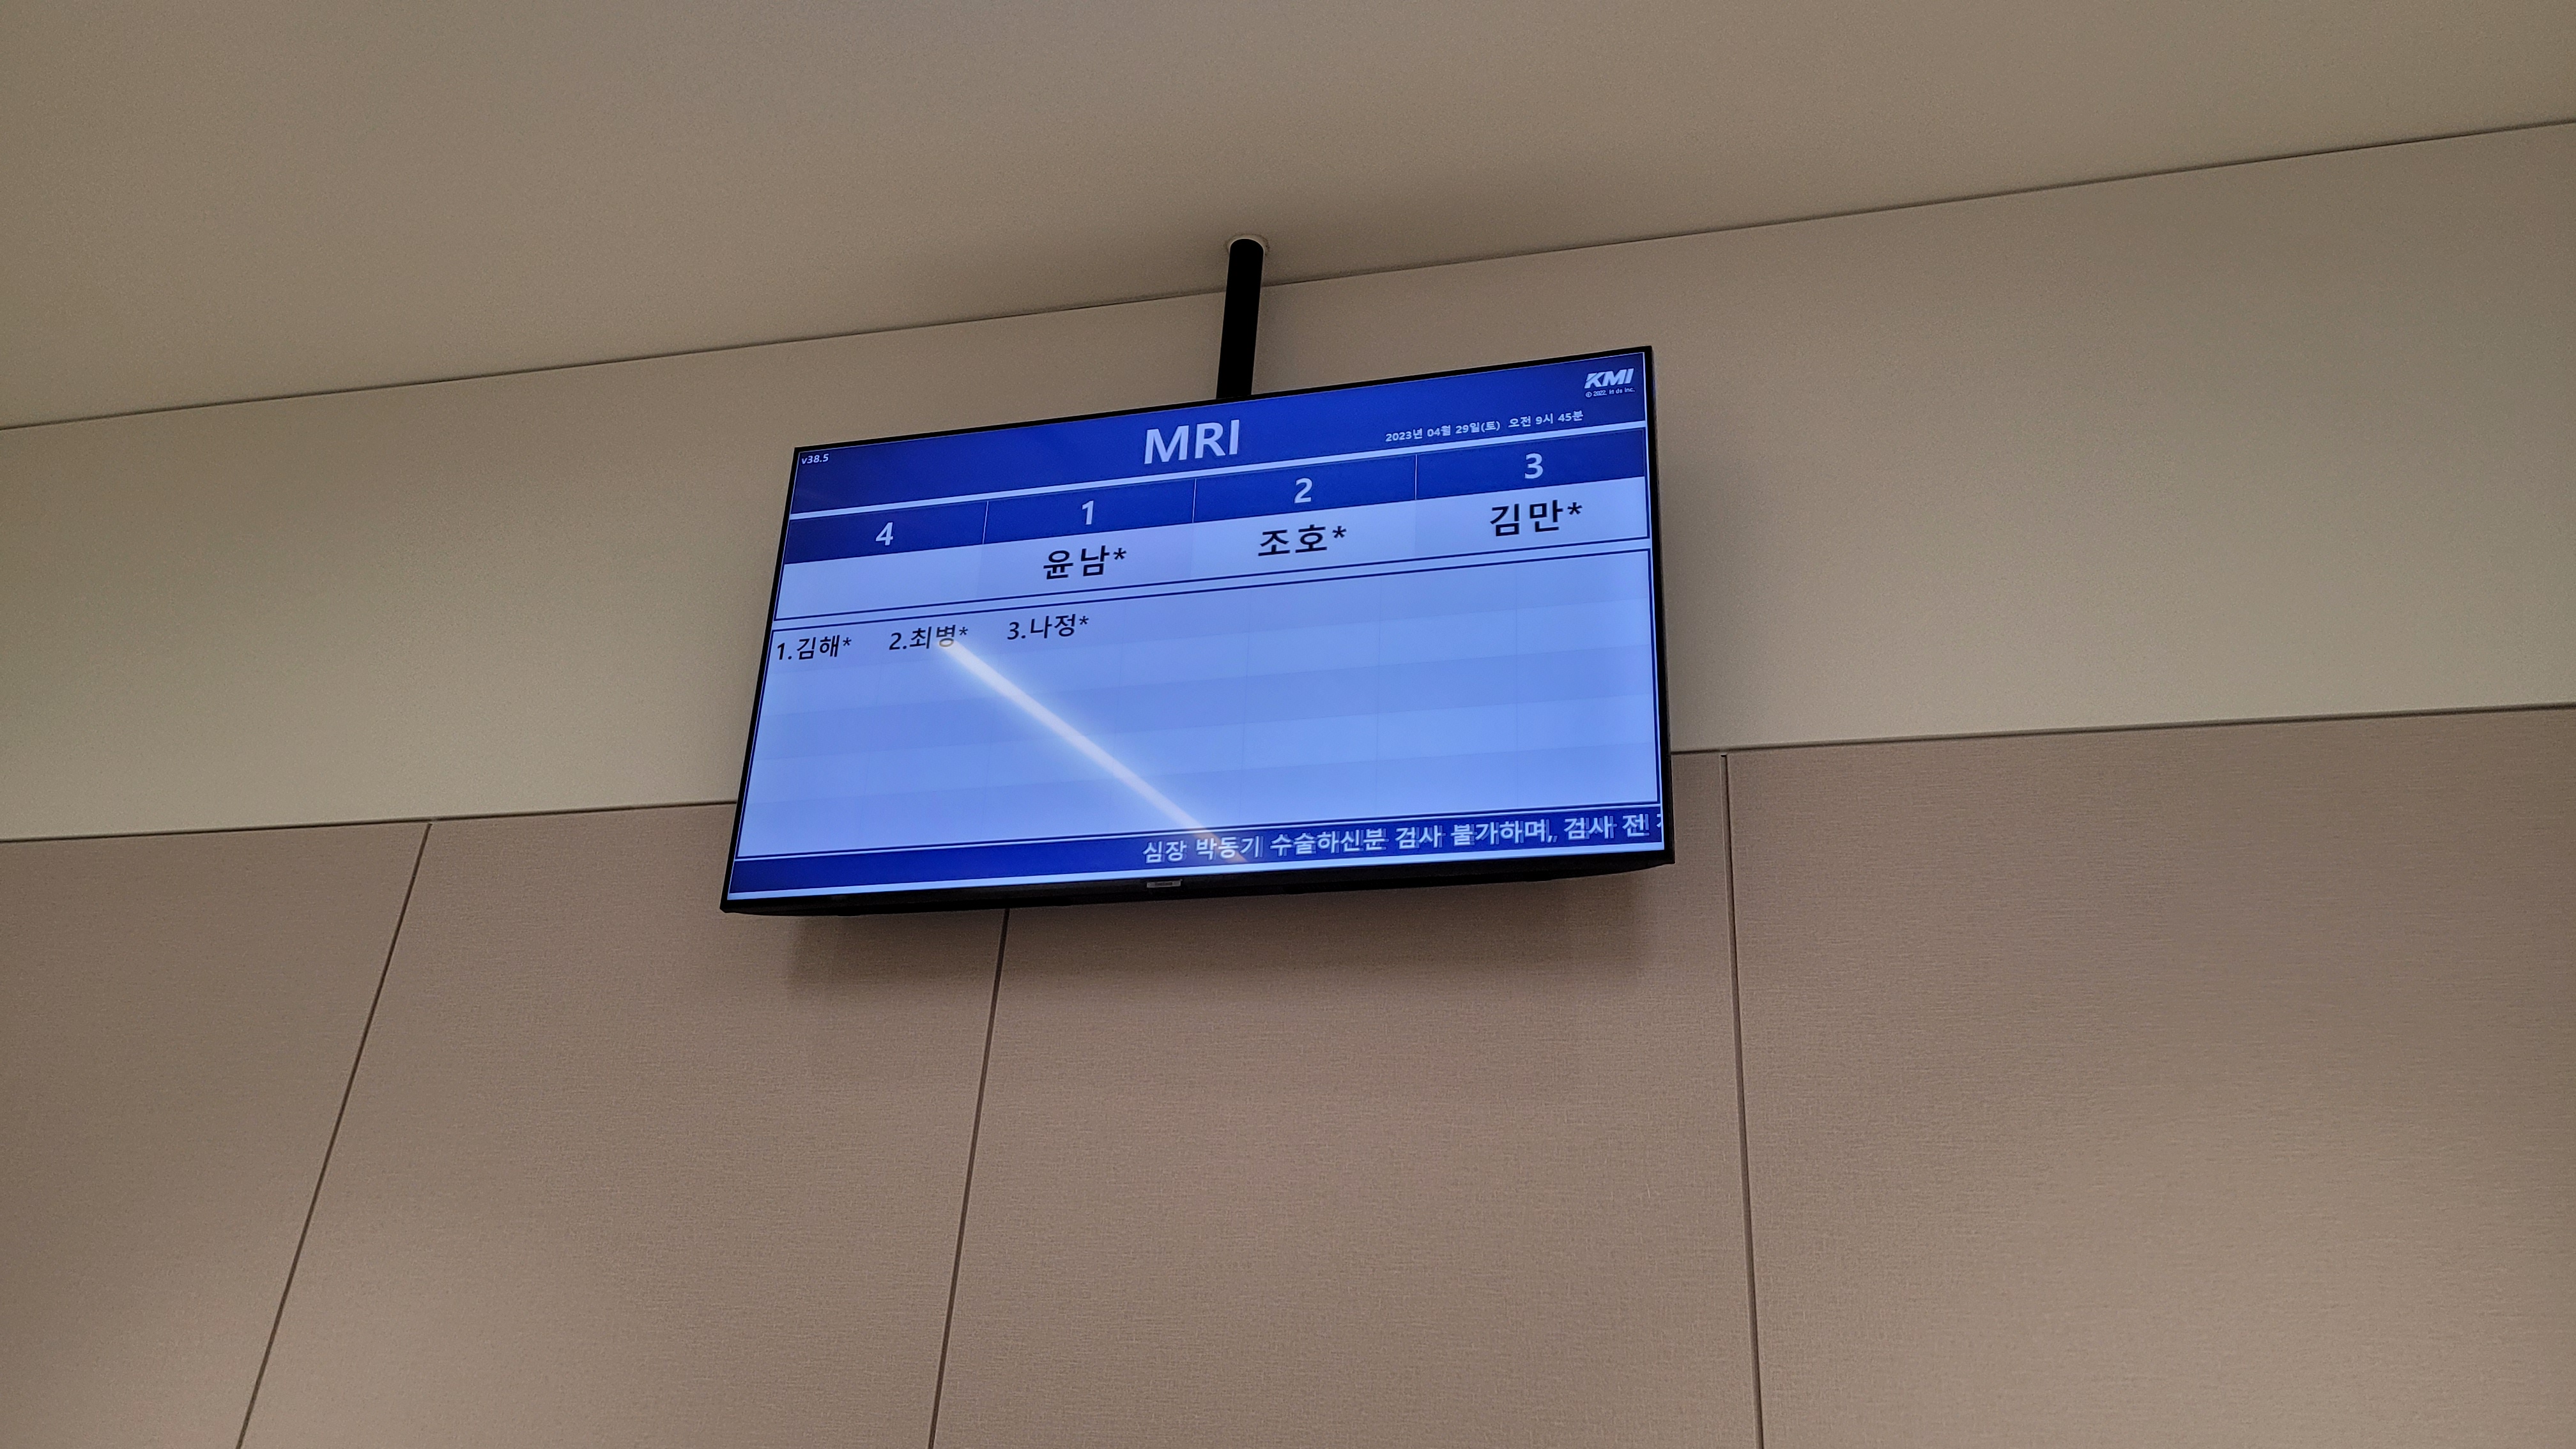 KMI
© 2022.
v38.5
MRI
2023년 04월 29일(토) 오전 9시 45분
4 1 2 3
윤남* 조호* 김만*
1.김해* 2.최병* 3.나정*
심장 박동기 수술하신분 검사 불가하며, 검사 전